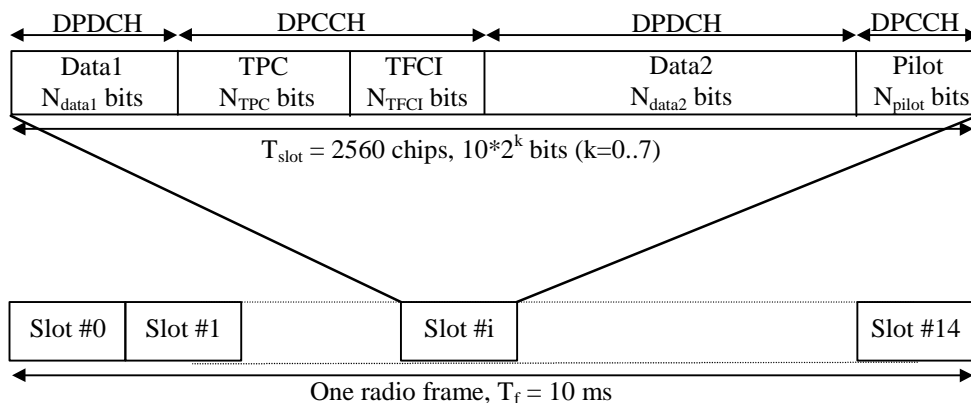 DPDCH DPCCH DPDCH DPCCH
Data1 TPC TFCI Data2 Pilot
N_data1 bits N_TPC bits N_TFCI bits N_data2 bits N_pilot bits
T_slot = 2560 chips, 10*2^k bits (k=0..7)
Slot #0 Slot #1 Slot #i Slot #14
One radio frame, T_f = 10 ms